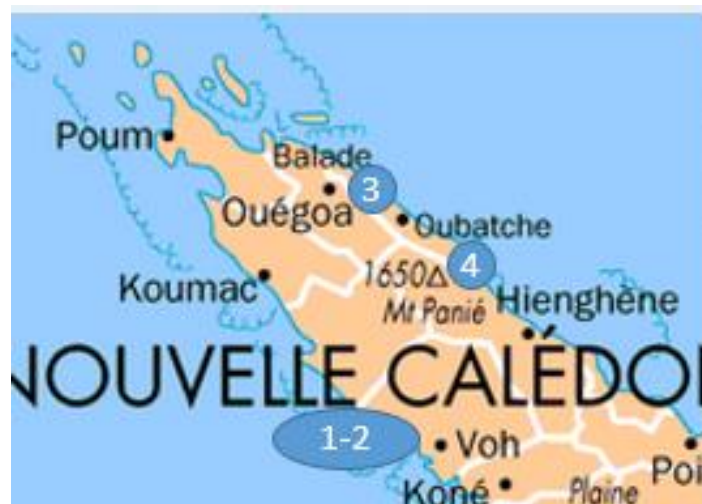 Poum
Balade
3
Ouégoa
Oubatche
1650∆ 4
Mt Panié
Koumac
Hienghène
NOUVELLE CALÉDO
1-2
Voh
Poi
Koné
Plaine